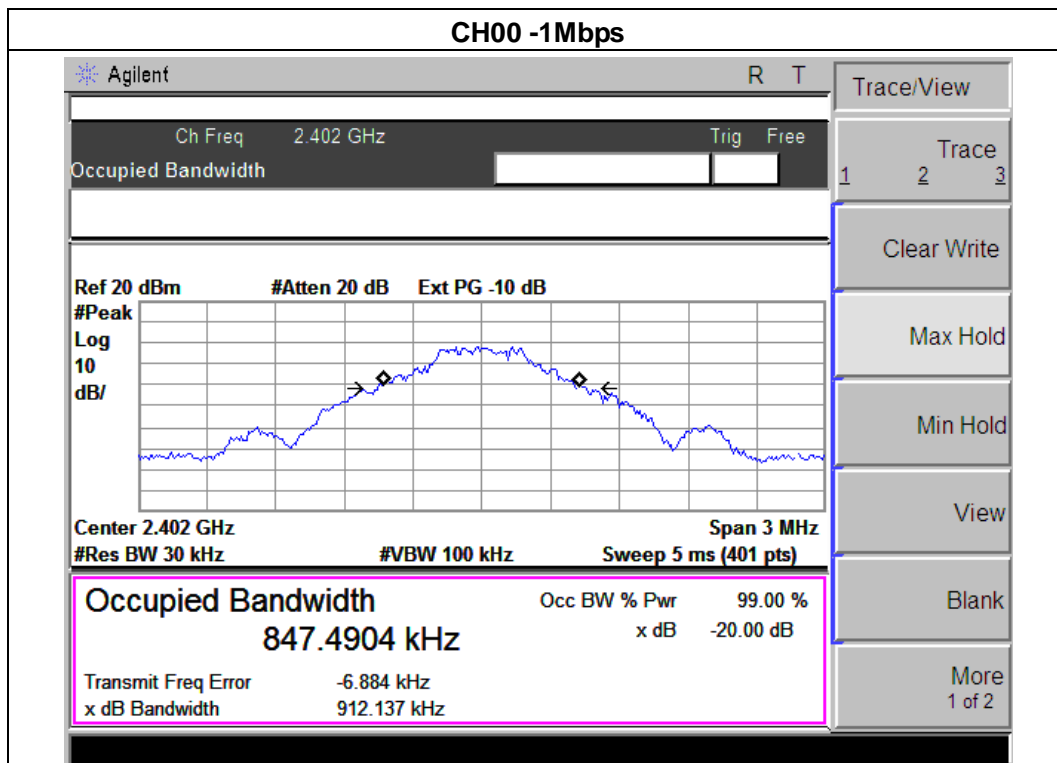 CH00 -1Mbps
Agilent R T
Trace/View
Ch Freq 2.402 GHz Trig Free
Occupied Bandwidth
Trace
1 2 3
Clear Write
Ref 20 dBm #Atten 20 dB Ext PG -10 dB
#Peak
Log
10
dB/
Max Hold
Min Hold
View
Center 2.402 GHz Span 3 MHz
#Res BW 30 kHz #VBW 100 kHz Sweep 5 ms (401 pts)
Occupied Bandwidth Occ BW % Pwr 99.00 %
847.4904 kHz x dB -20.00 dB
Blank
Transmit Freq Error -6.884 kHz
x dB Bandwidth 912.137 kHz
More
1 of 2